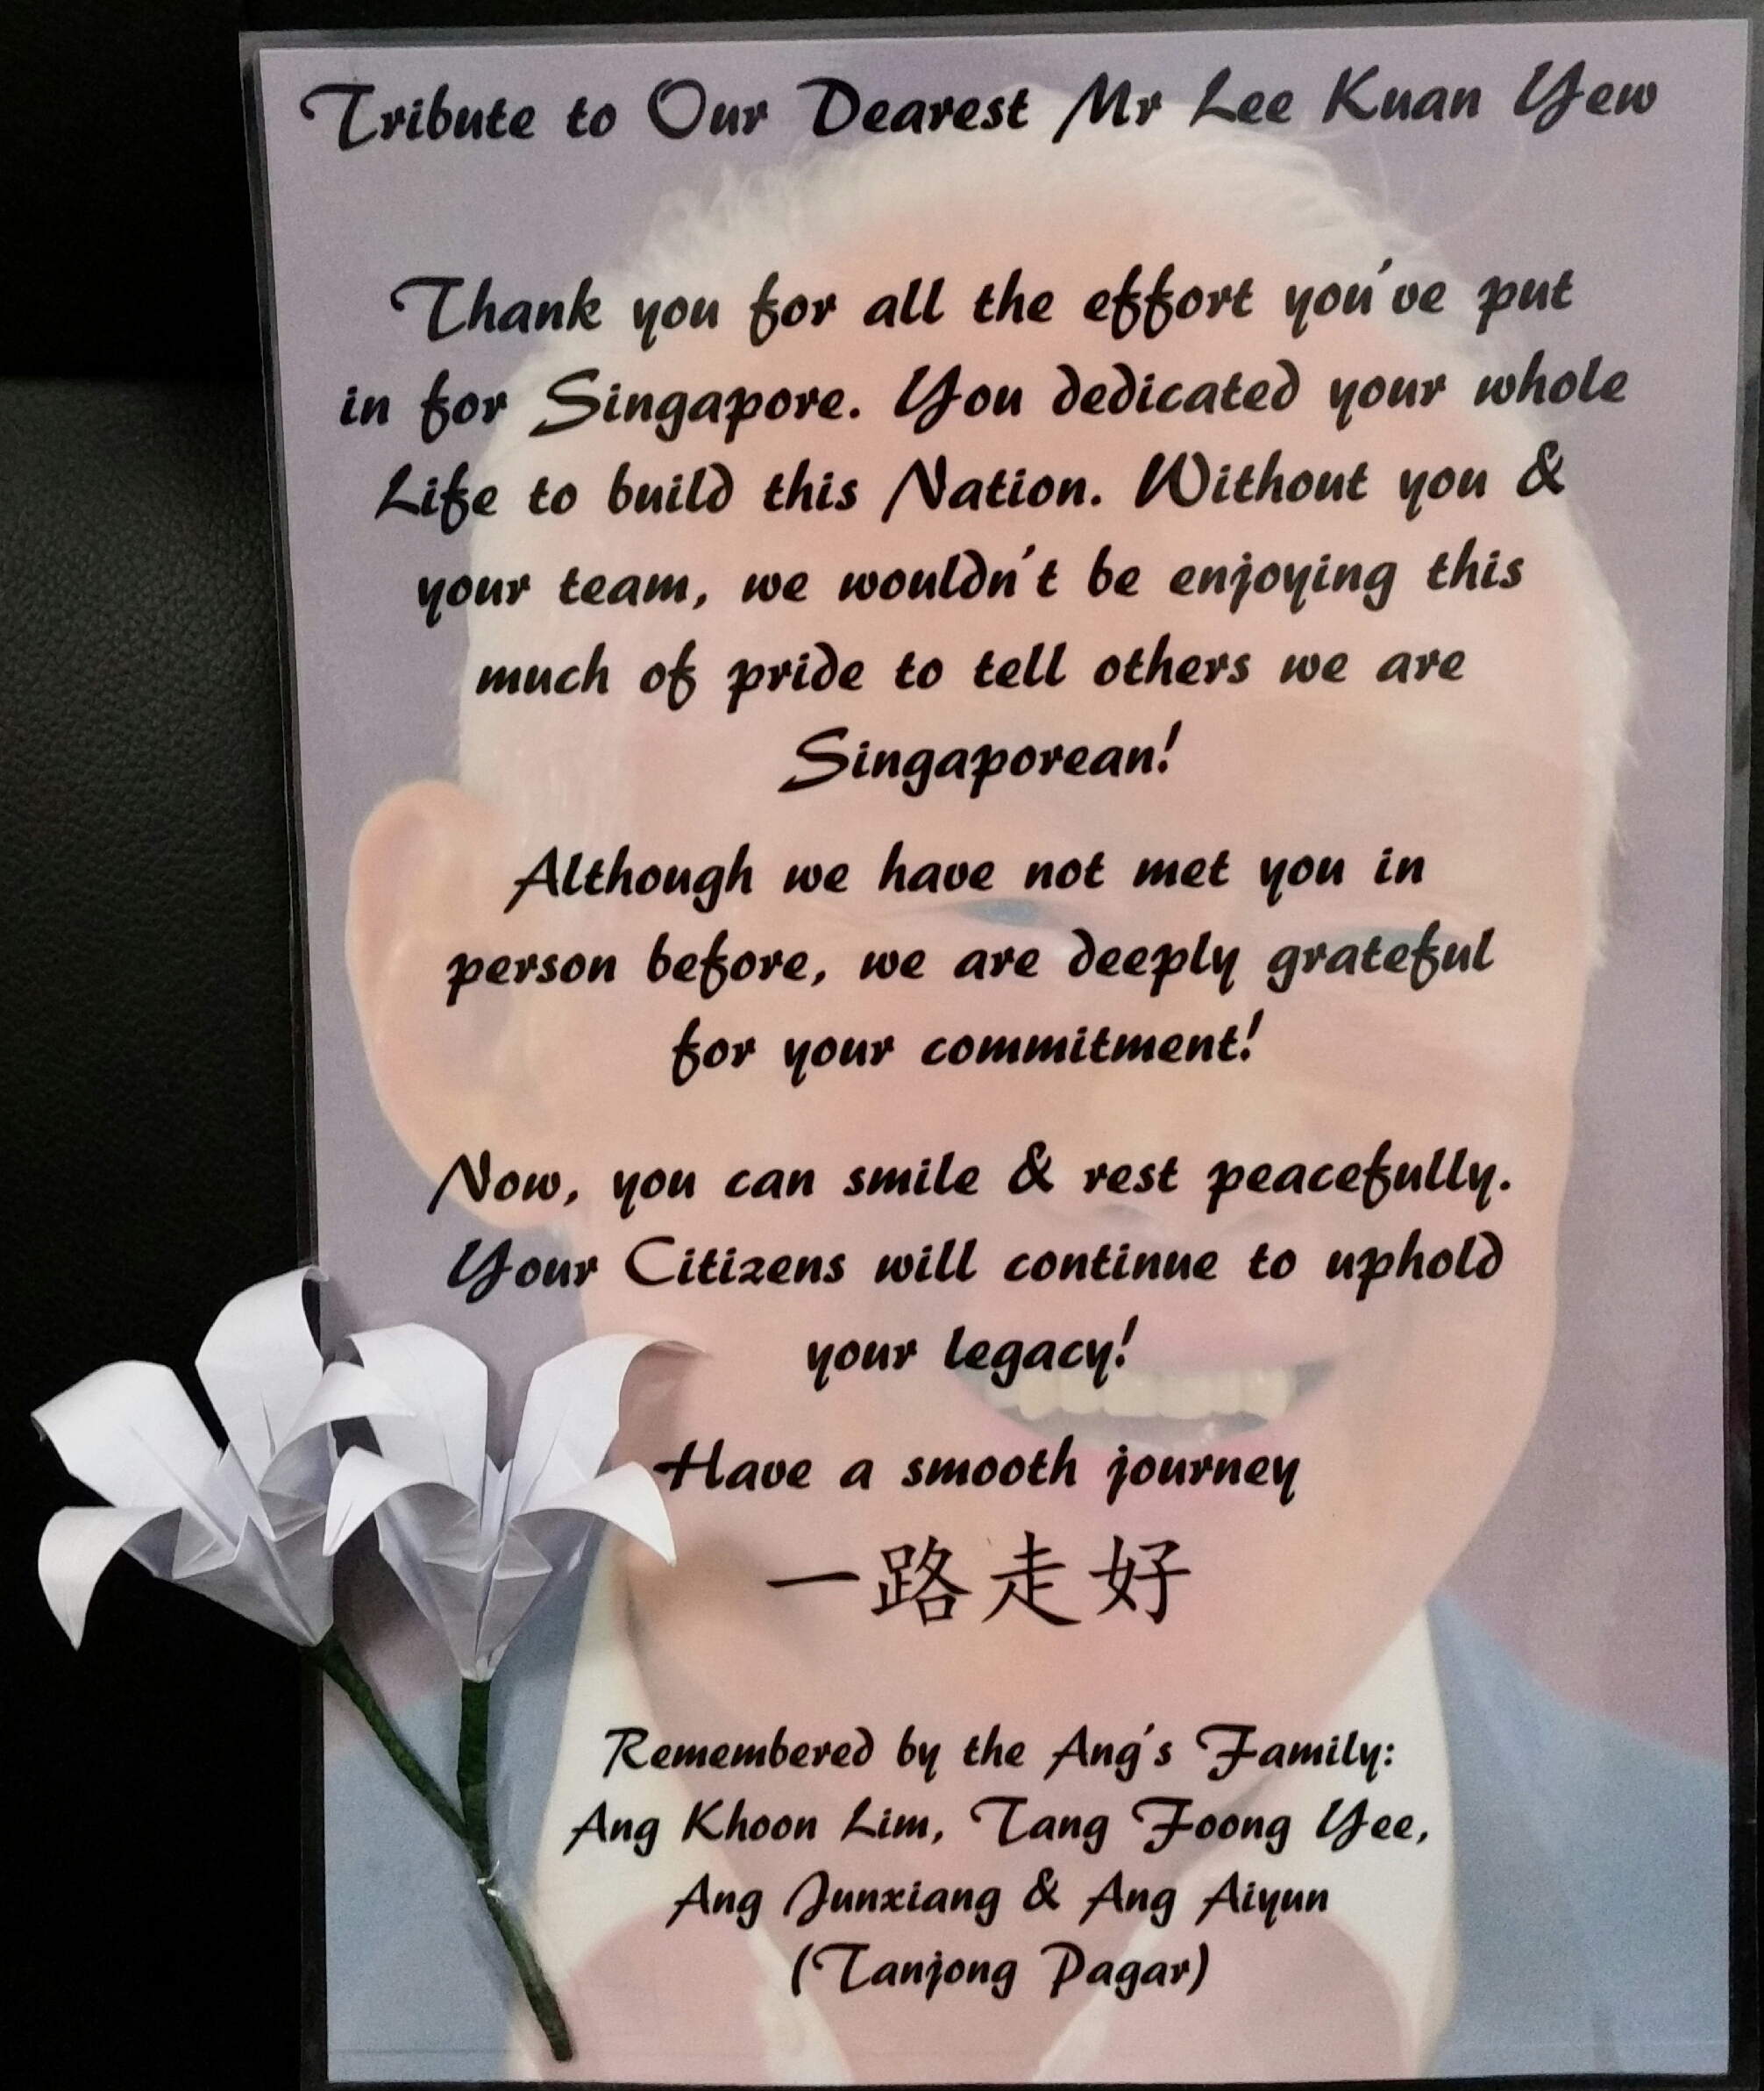 Tribute to Our Dearest Mr Lee Kuan Yew
Thank you for all the effort you've put
in for Singapore. You dedicated your whole
Life to build this Nation. Without you &
your team, we wouldn't be enjoying this
much of pride to tell others we are
Singaporean!
Although we have not met you in
person before, we are deeply grateful
for your commitment!
Now, you can smile & rest peacefully.
Your Citizens will continue to uphold
your legacy!
Have a smooth journey
一路走好
Remembered by the Ang's Family:
Ang Khoon Lim, Tang Foong Yee,
Ang Junxiang & Ang Aiyun
(Tanjong Pagar)